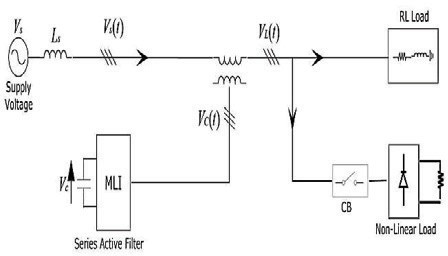 Vs
Ls
Vs(t)
VL(t)
RL Load
Supply
Voltage
VC(t)
Vc
MLI
CB
Series Active Filter
Non-Linear Load